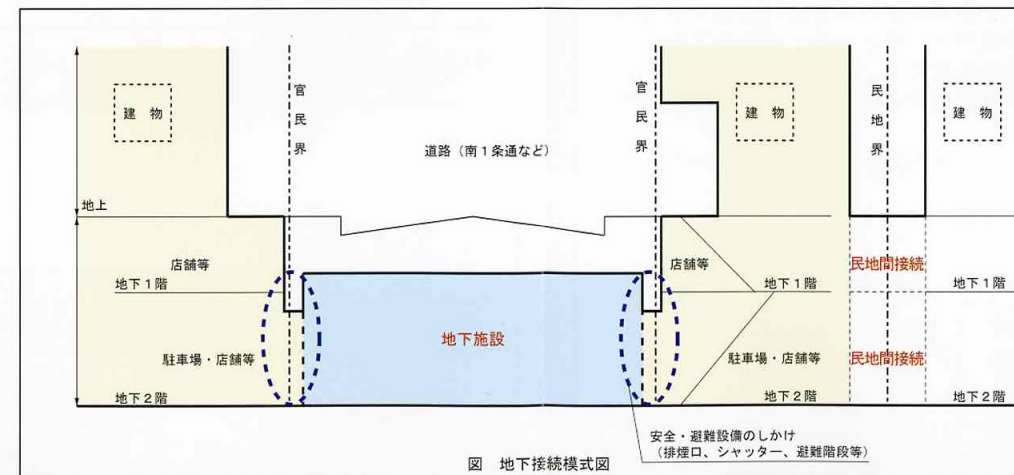 官民界
官民界
民地界
建 物
建 物
建 物
道路（南１条通など）
地上
店舗等
店舗等
民地間接続
地下１階
地下１階
地下１階
地下施設
駐車場・店舗等
駐車場・店舗等
民地間接続
地下２階
地下２階
地下２階
安全・避難設備のしかけ
（排煙口、シャッター、避難階段等）
図 地下接続模式図